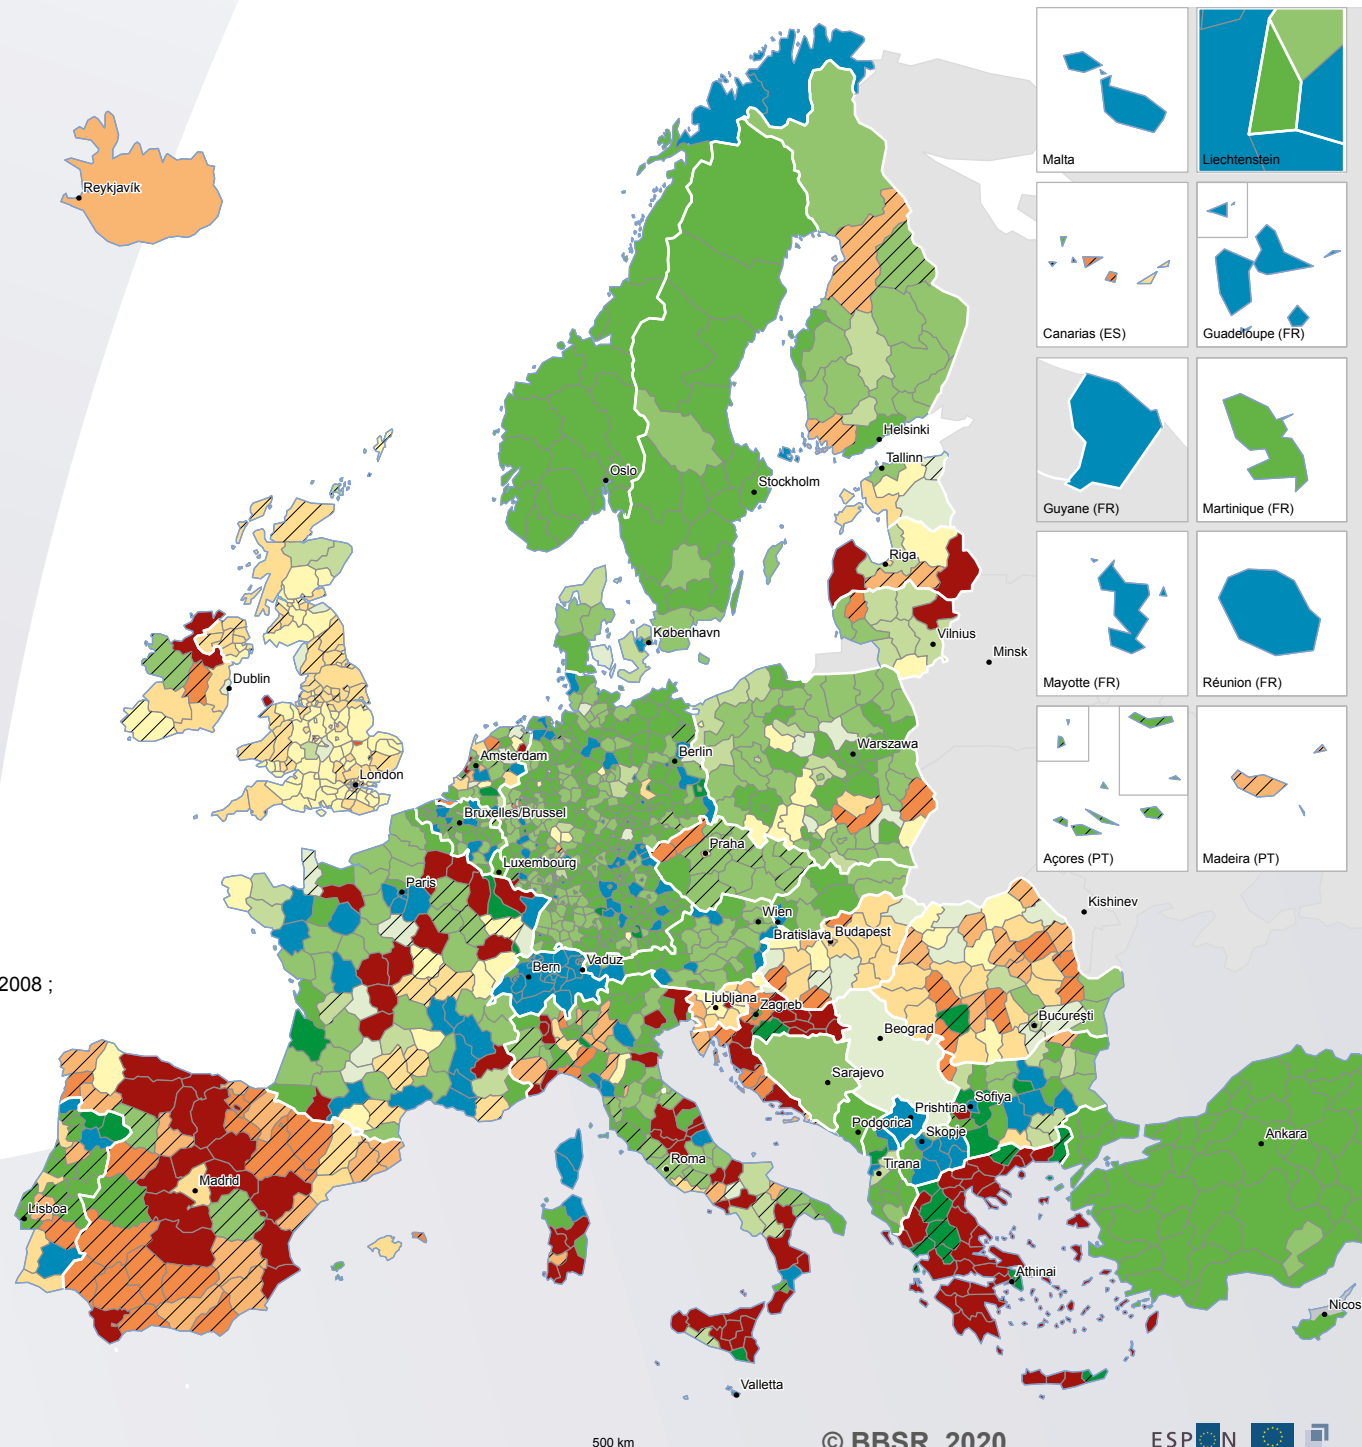 Malta
Liechtenstein
Reykjavík
Canarias (ES)
Guadeloupe (FR)
Helsinki
Tallinn
Oslo
Stockholm
Guyane (FR)
Martinique (FR)
Riga
København
Vilnius
Minsk
Dublin
Mayotte (FR)
Réunion (FR)
Amsterdam
Berlin
Warszawa
London
Bruxelles/Brussel
Praha
Luxembourg
Açores (PT)
Madeira (PT)
Paris
Wien
Kishinev
Bratislava
Budapest
Bern
Vaduz
2008 ;
Ljubljana
Zagreb
Bucureşti
Beograd
Sarajevo
Sofiya
Prishtina
Podgorica
Skopje
Ankara
Roma
Tirana
Madrid
Lisboa
Athinai
Nicos
Valletta
500 km
© BBSR, 2020
ESPON